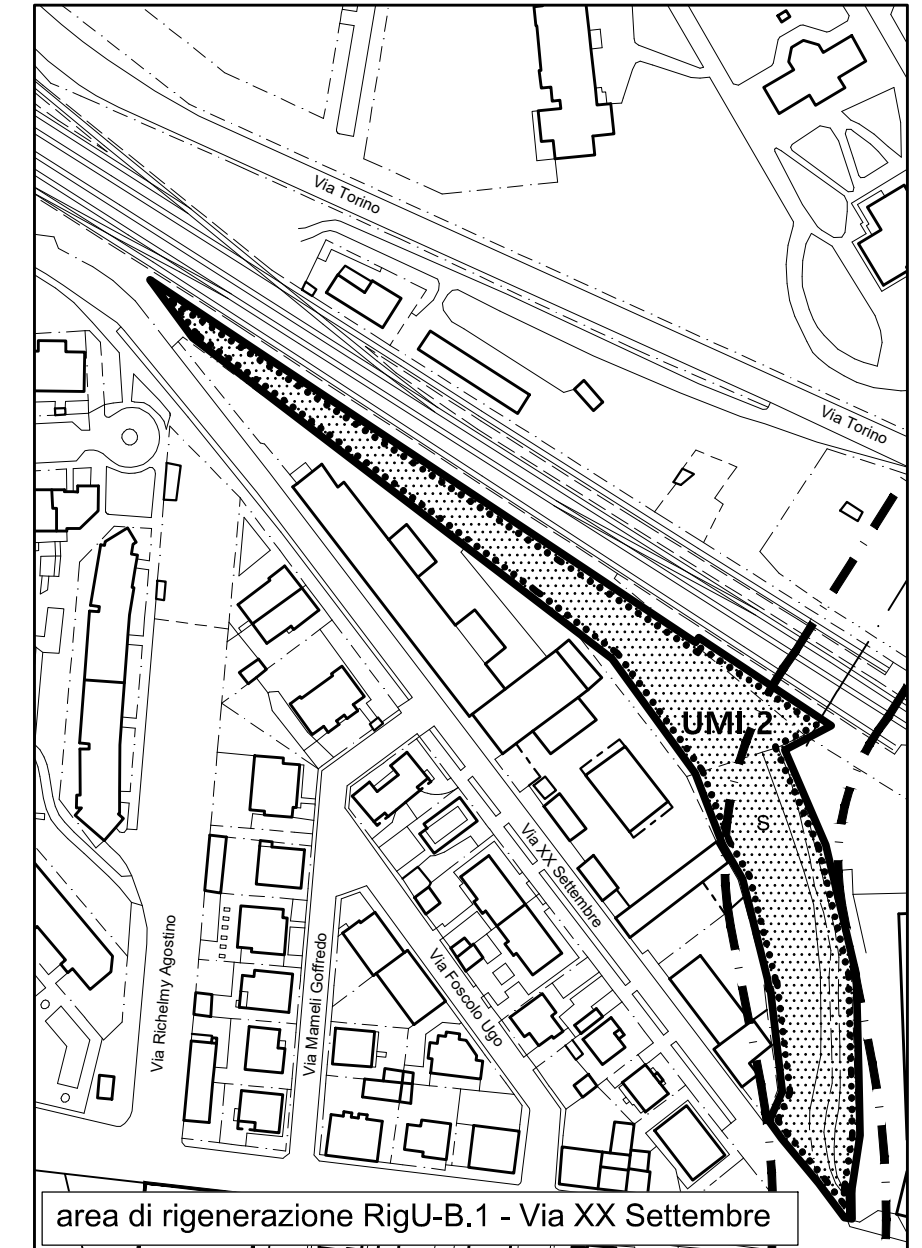 Via Torino
Via Torino
UMI 2
§
Via XX Settembre
Via Richelmy Agostino
Via Mameli Goffredo
Via Foscolo Ugo
area di rigenerazione RigU-B.1 - Via XX Settembre